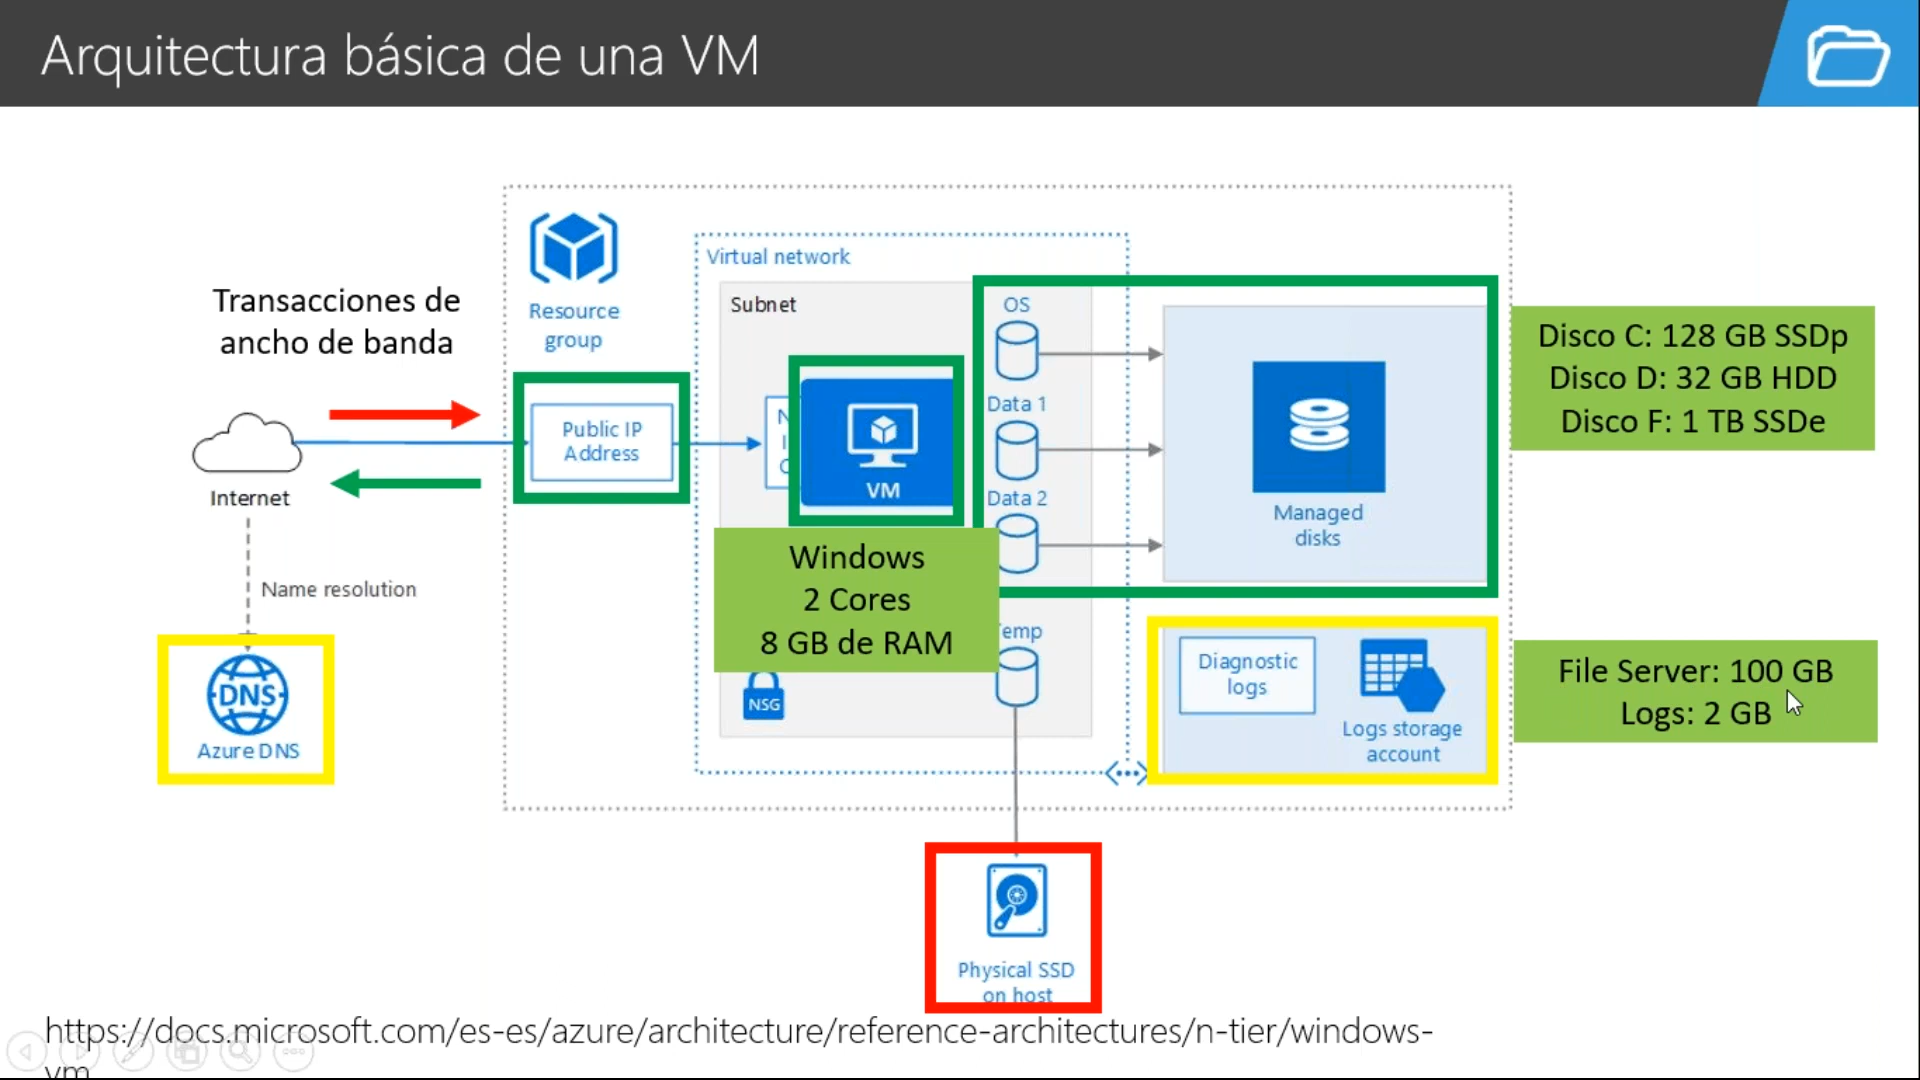 Arquitectura básica de una VM
Transacciones de
ancho de banda
Internet
Name resolution
DNS
Azure DNS
Resource
group
Public IP
Address
Virtual network
Subnet
N
I
C
VM
Windows
2 Cores
8 GB de RAM
NSG
OS
Data 1
Data 2
emp
Managed
disks
Disco C: 128 GB SSDp
Disco D: 32 GB HDD
Disco F: 1 TB SSDe
Diagnostic
logs
Logs storage
account
File Server: 100 GB
Logs: 2 GB
Physical SSD
on host
https://docs.microsoft.com/es-es/azure/architecture/reference-architectures/n-tier/windows-
vm